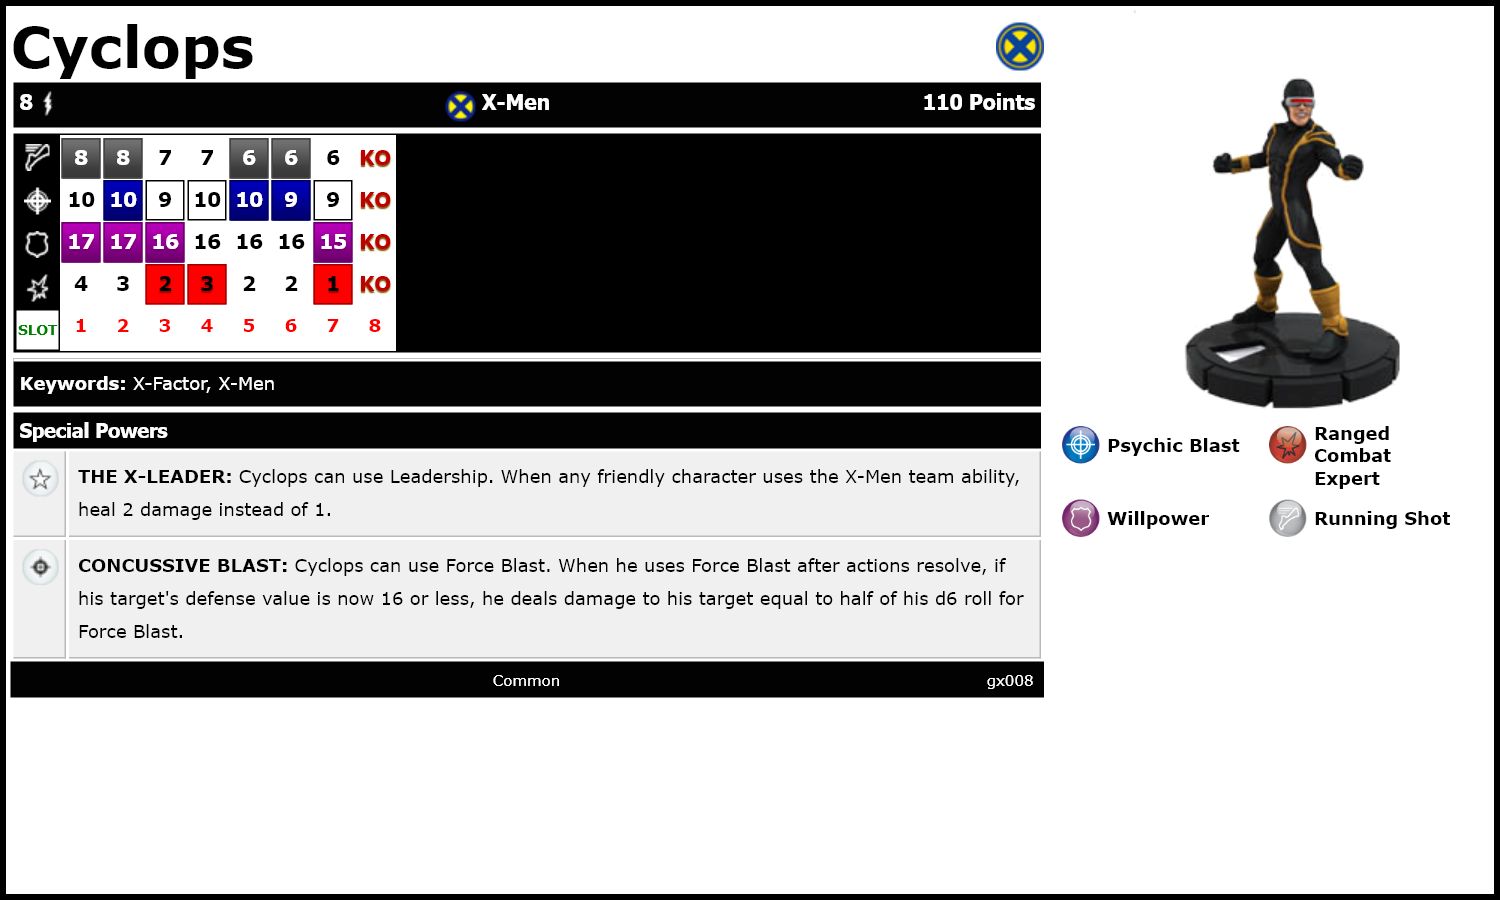 Cyclops
8 X-Men 110 Points
8 8 7 7 6 6 6 KO
10 10 9 10 10 9 9 KO
17 17 16 16 16 16 15 KO
4 3 2 3 2 2 1 KO
SLOT 1 2 3 4 5 6 7 8
Keywords: X-Factor, X-Men
Special Powers
THE X-LEADER: Cyclops can use Leadership. When any friendly character uses the X-Men team ability,
heal 2 damage instead of 1.
CONCUSSIVE BLAST: Cyclops can use Force Blast. When he uses Force Blast after actions resolve, if
his target's defense value is now 16 or less, he deals damage to his target equal to half of his d6 roll for
Force Blast.
Common gx008
Psychic Blast
Ranged
Combat
Expert
Willpower
Running Shot